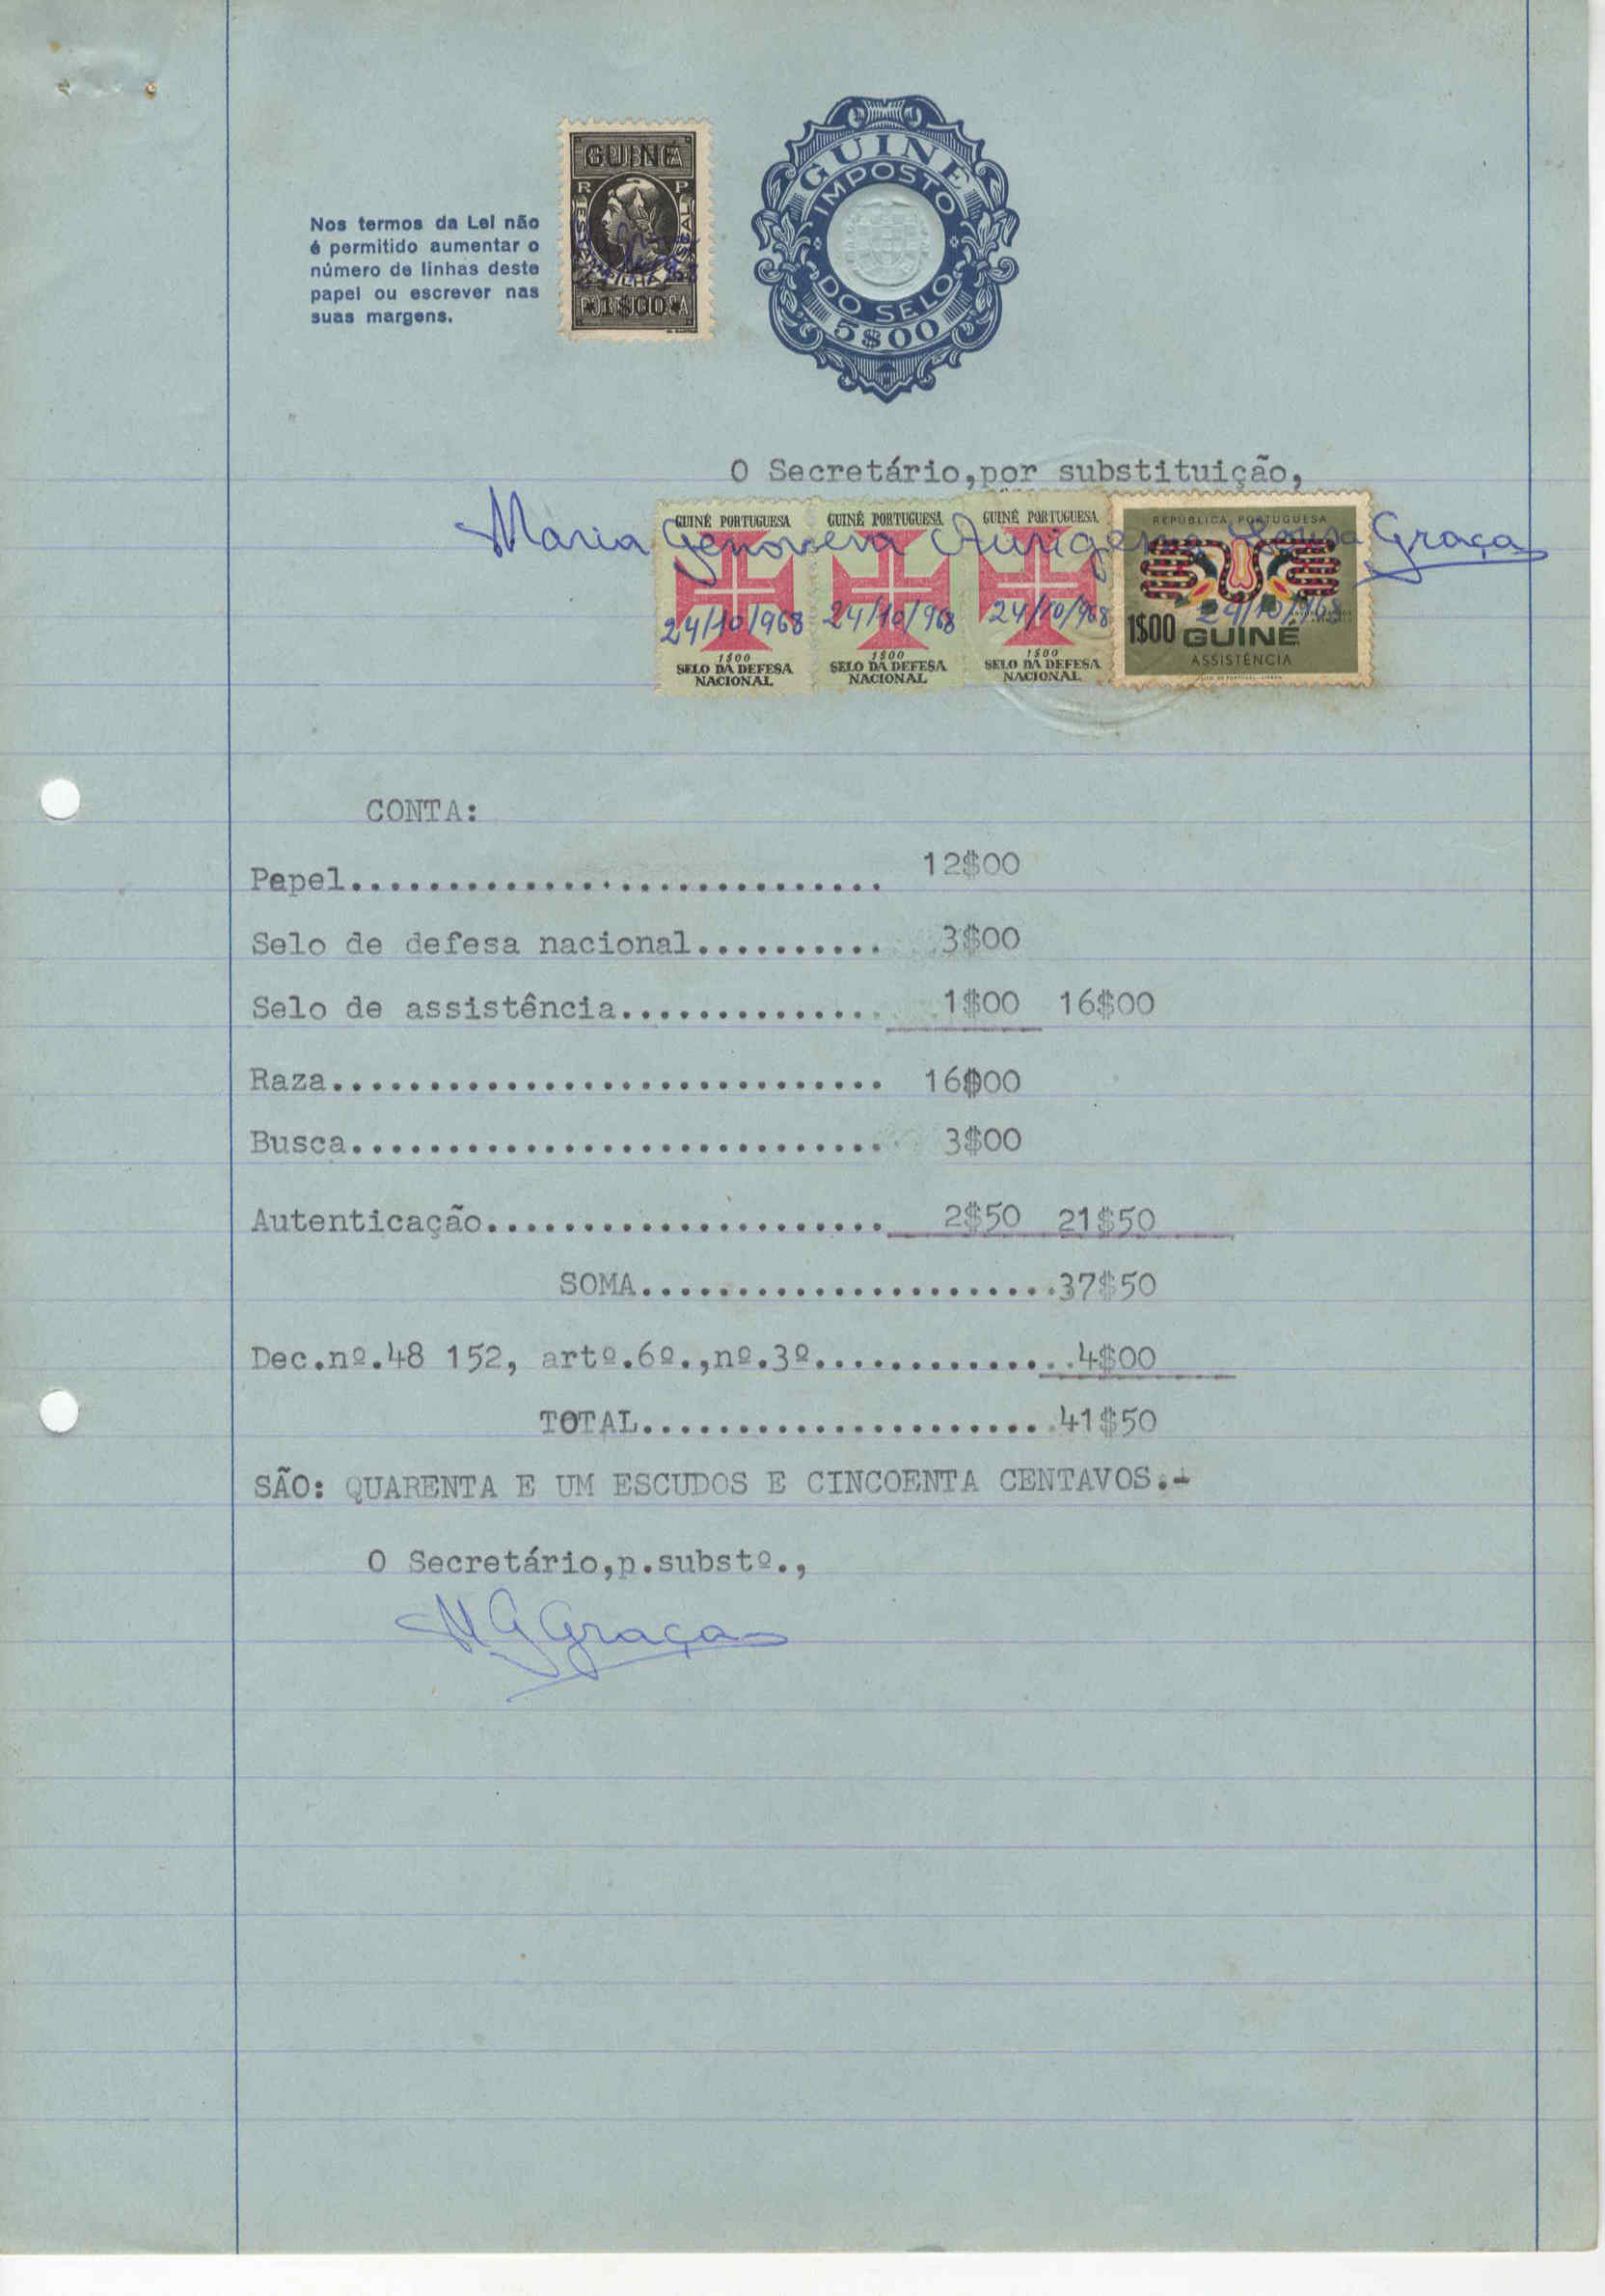 GUINÉ
R P
1$00
Nos termos da Lei não
é permitido aumentar o
número de linhas deste
papel ou escrever nas
suas margens.
GUINÉ
IMPOSTO
DO SELO
5$00
O Secretário,por substituição,
Maria Genoveva Graça
GUINÉ PORTUGUESA GUINÉ PORTUGUESA GUINÉ PORTUGUESA REPÚBLICA PORTUGUESA
24/10/968 24/10/968 24/10/968 24/10/968
1$00 1$00 1$00 1$00 GUINÉ
SELO DA DEFESA SELO DA DEFESA SELO DA DEFESA ASSISTÊNCIA
NACIONAL NACIONAL NACIONAL
CONTA:
Papel............................ 12$00
Selo de defesa nacional.......... 3$00
Selo de assistência.............. 1$00 16$00
Raza............................. 16$00
Busca............................ 3$00
Autenticação..................... 2$50 21$50
SOMA......................37$50
Dec.nº.48 152, artº.6º.,nº.3º..............4$00
TOTAL......................41$50
SÃO: QUARENTA E UM ESCUDOS E CINCOENTA CENTAVOS.-
O Secretário,p.substº.,
M G Graça